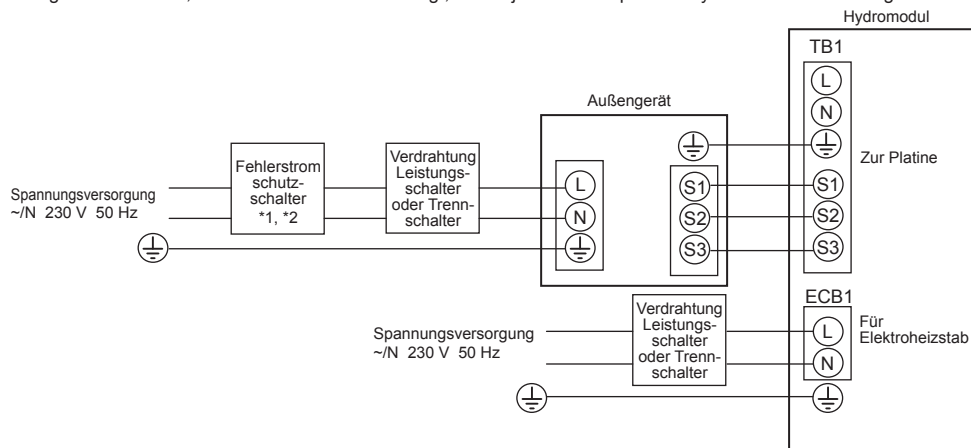 Hydromodul
TB1
L
N
Zur Platine
S1
S2
S3
Außengerät
S1
S2
S3
L
N
Fehlerstrom
schutz-
schalter
*1, *2
Verdrahtung
Leistungs-
schalter
oder Trenn-
schalter
Spannungsversorgung
~/N 230 V 50 Hz
ECB1
L
N
Für
Elektroheizstab
Verdrahtung
Leistungs-
schalter
oder Trenn-
schalter
Spannungsversorgung
~/N 230 V 50 Hz